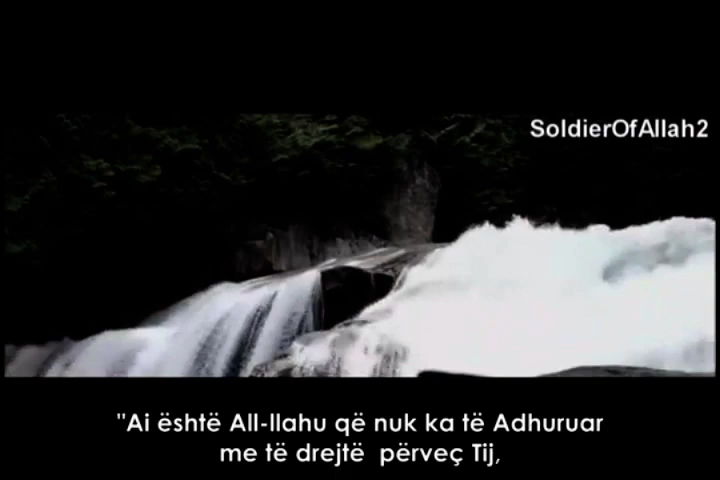 SoldierOfAllah2
"Ai është All-llahu që nuk ka të Adhuruar
me të drejtë përveç Tij,